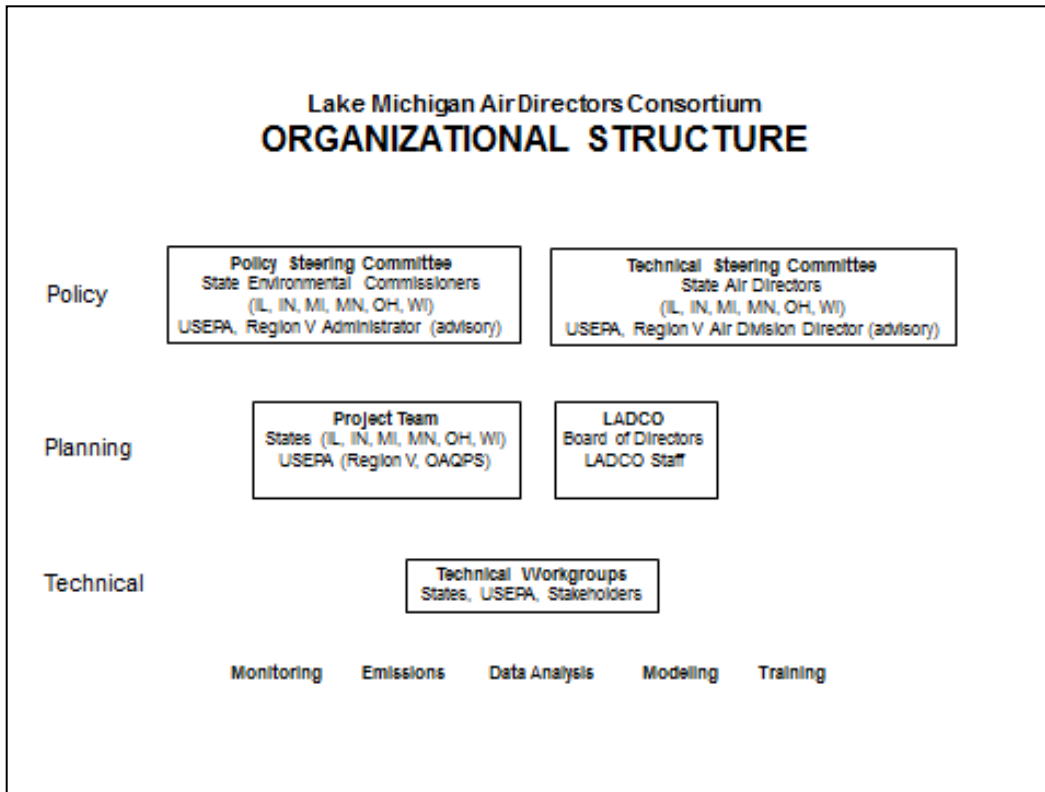 Lake Michigan Air Directors Consortium
ORGANIZATIONAL STRUCTURE
Policy
Policy Steering Committee
State Environmental Commissioners
(IL, IN, MI, MN, OH, WI)
USEPA, Region V Administrator (advisory)
Technical Steering Committee
State Air Directors
(IL, IN, MI, MN, OH, WI)
USEPA, Region V Air Division Director (advisory)
Planning
Project Team
States (IL, IN, MI, MN, OH, WI)
USEPA (Region V, OAQPS)
LADCO
Board of Directors
LADCO Staff
Technical
Technical Workgroups
States, USEPA, Stakeholders
Monitoring Emissions Data Analysis Modeling Training